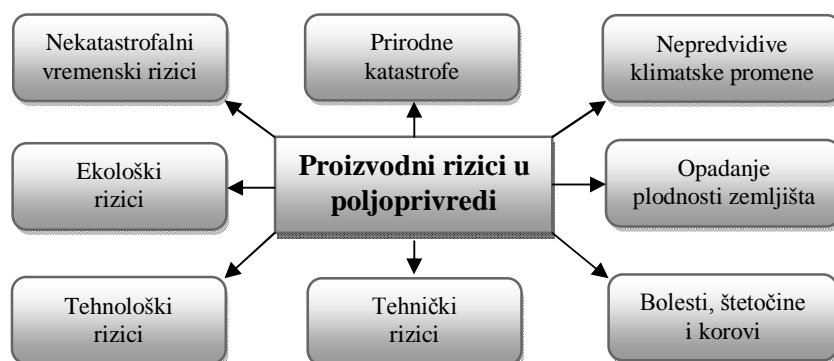 Nekatastrofalni
vremenski rizici
Prirodne
katastrofe
Nepredvidive
klimatske promene
Ekološki
rizici
Proizvodni rizici u
poljoprivredi
Opadanje
plodnosti zemljišta
Tehnološki
rizici
Tehnički
rizici
Bolesti, štetočine
i korovi